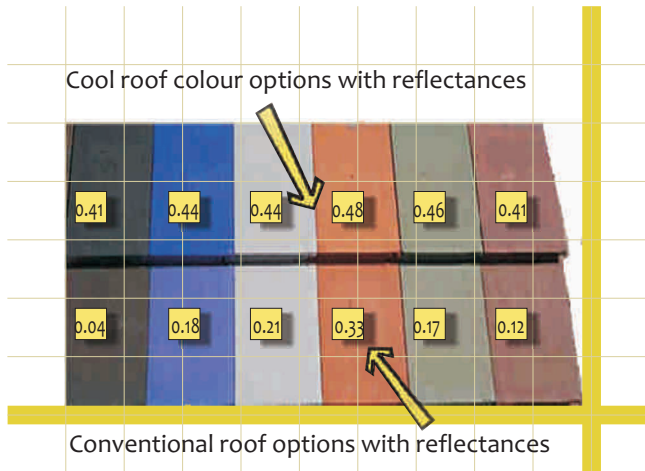 Cool roof colour options with reflectances
0.41 0.44 0.44 0.48 0.46 0.41
0.04 0.18 0.21 0.33 0.17 0.12
Conventional roof options with reflectances